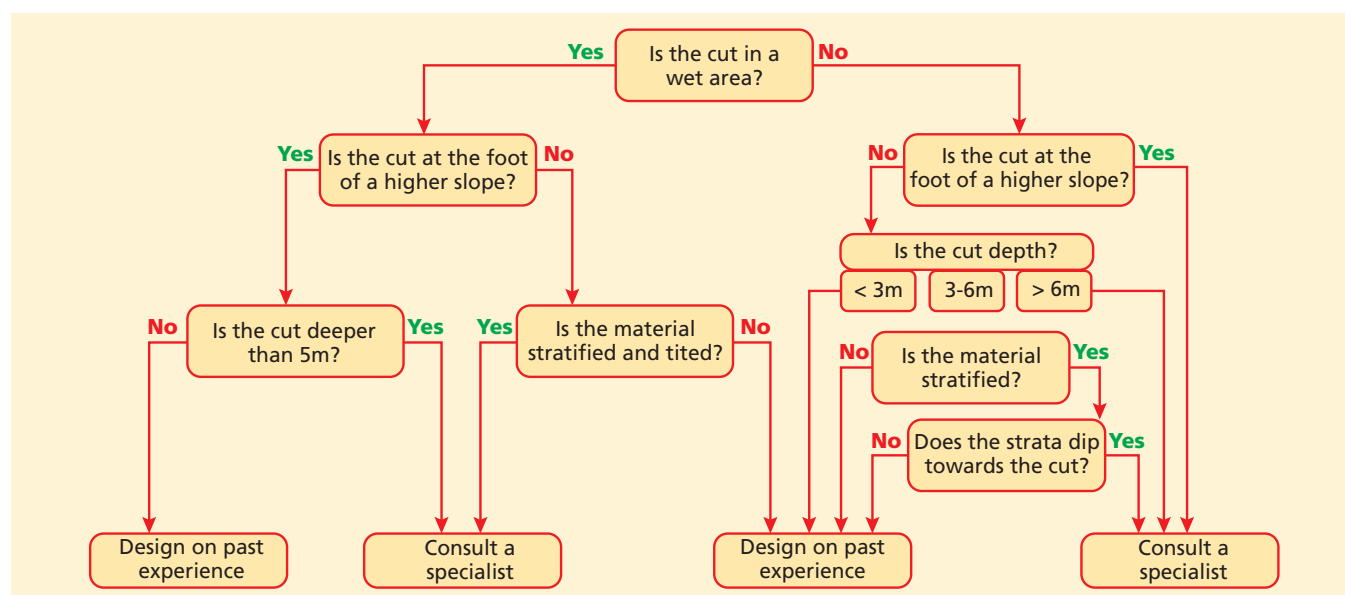 Yes
Is the cut in a
wet area?
No
Yes
Is the cut at the foot
of a higher slope?
No
No
Is the cut at the
foot of a higher slope?
Yes
Is the cut depth?
< 3m
3-6m
> 6m
No
Is the cut deeper
than 5m?
Yes
Yes
Is the material
stratified and tited?
No
No
Is the material
stratified?
Yes
No
Does the strata dip
towards the cut?
Yes
Design on past
experience
Consult a
specialist
Design on past
experience
Consult a
specialist